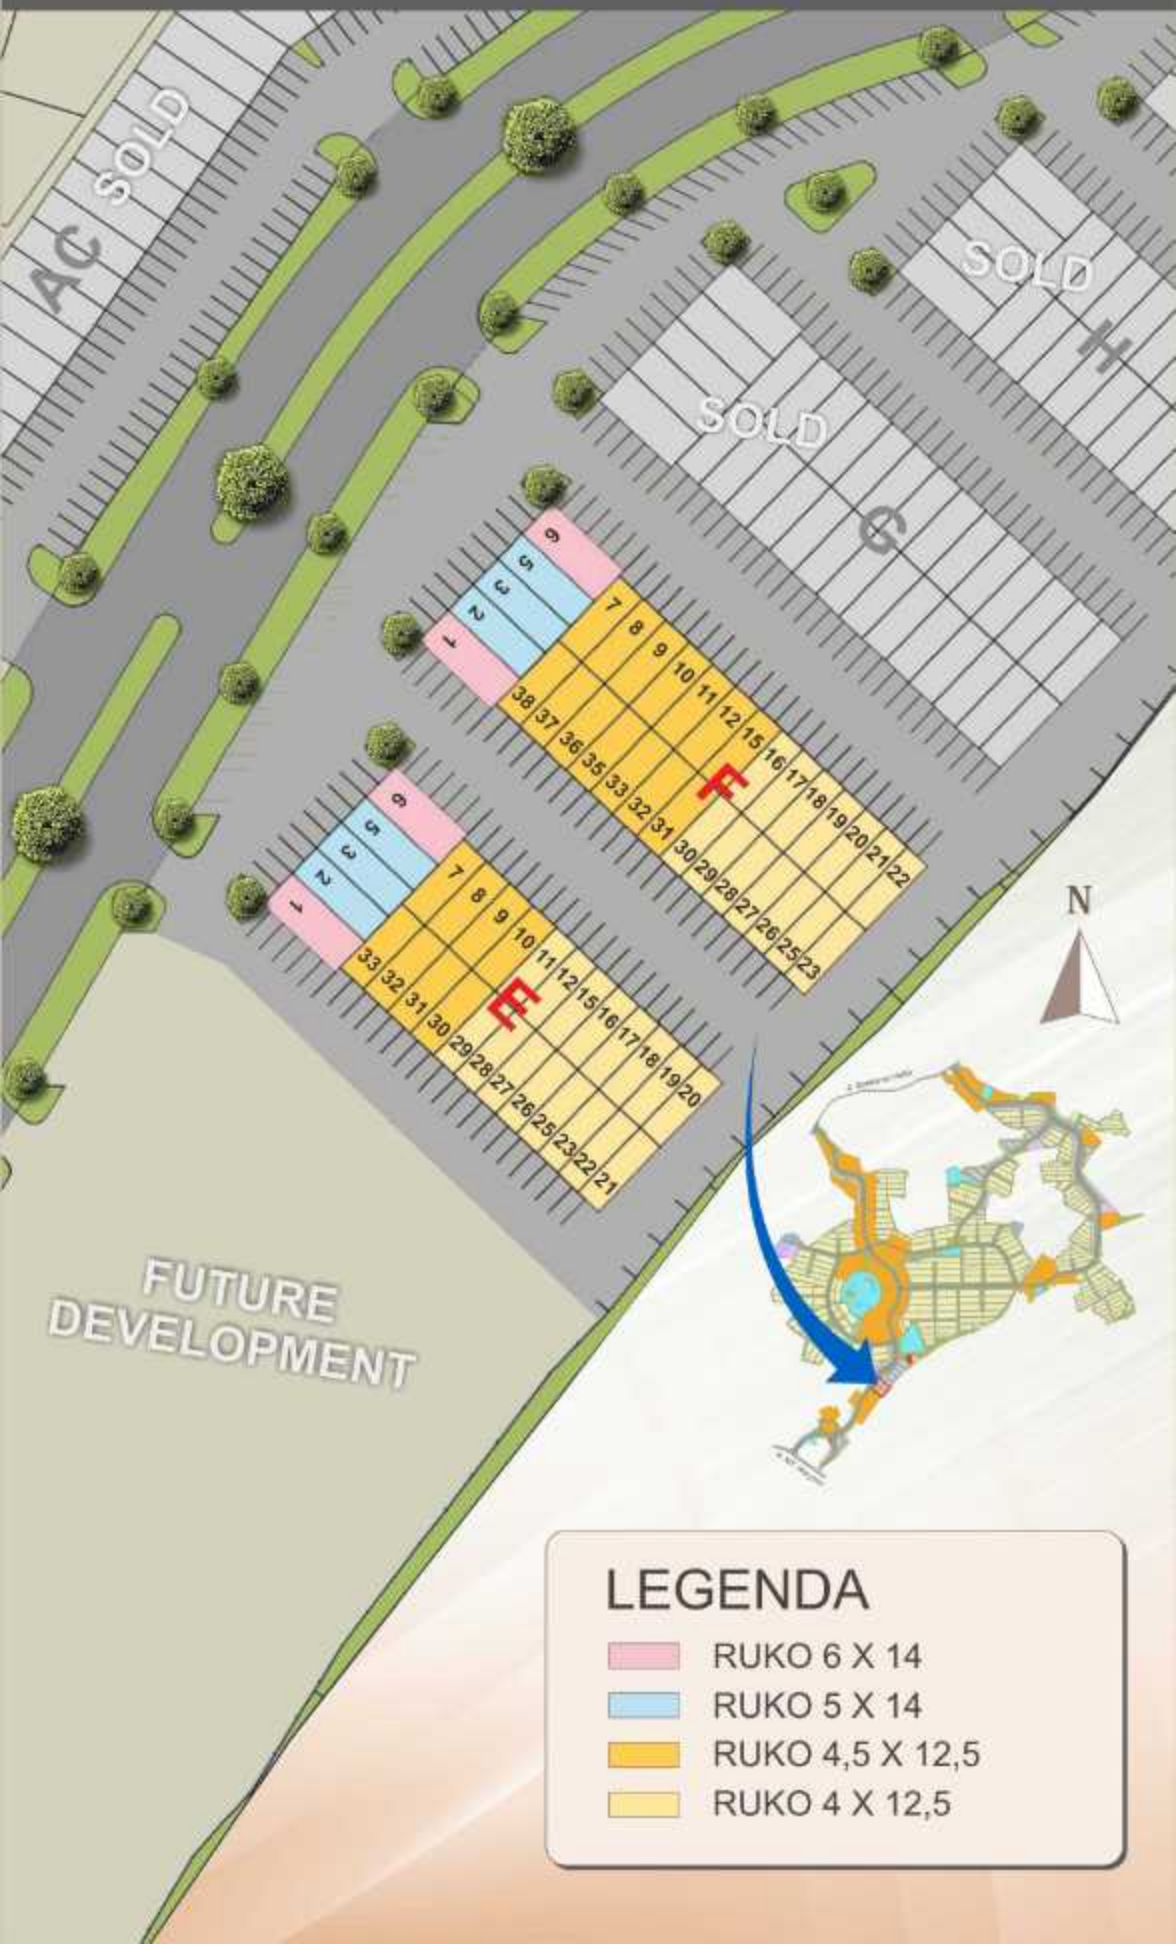 AC SOLD
SOLD
H
SOLD
G
6
5
3
2
1
7 8 9 10 11 12 15 16 17 18 19 20 21 22
38 37 36 35 33 32 31 30 29 28 27 26 25 23
F
6
5
3
2
1
7 8 9 10 11 12 15 16 17 18 19 20
33 32 31 30 29 28 27 26 25 23 22 21
E
N
FUTURE
DEVELOPMENT
LEGENDA
RUKO 6 X 14
RUKO 5 X 14
RUKO 4,5 X 12,5
RUKO 4 X 12,5